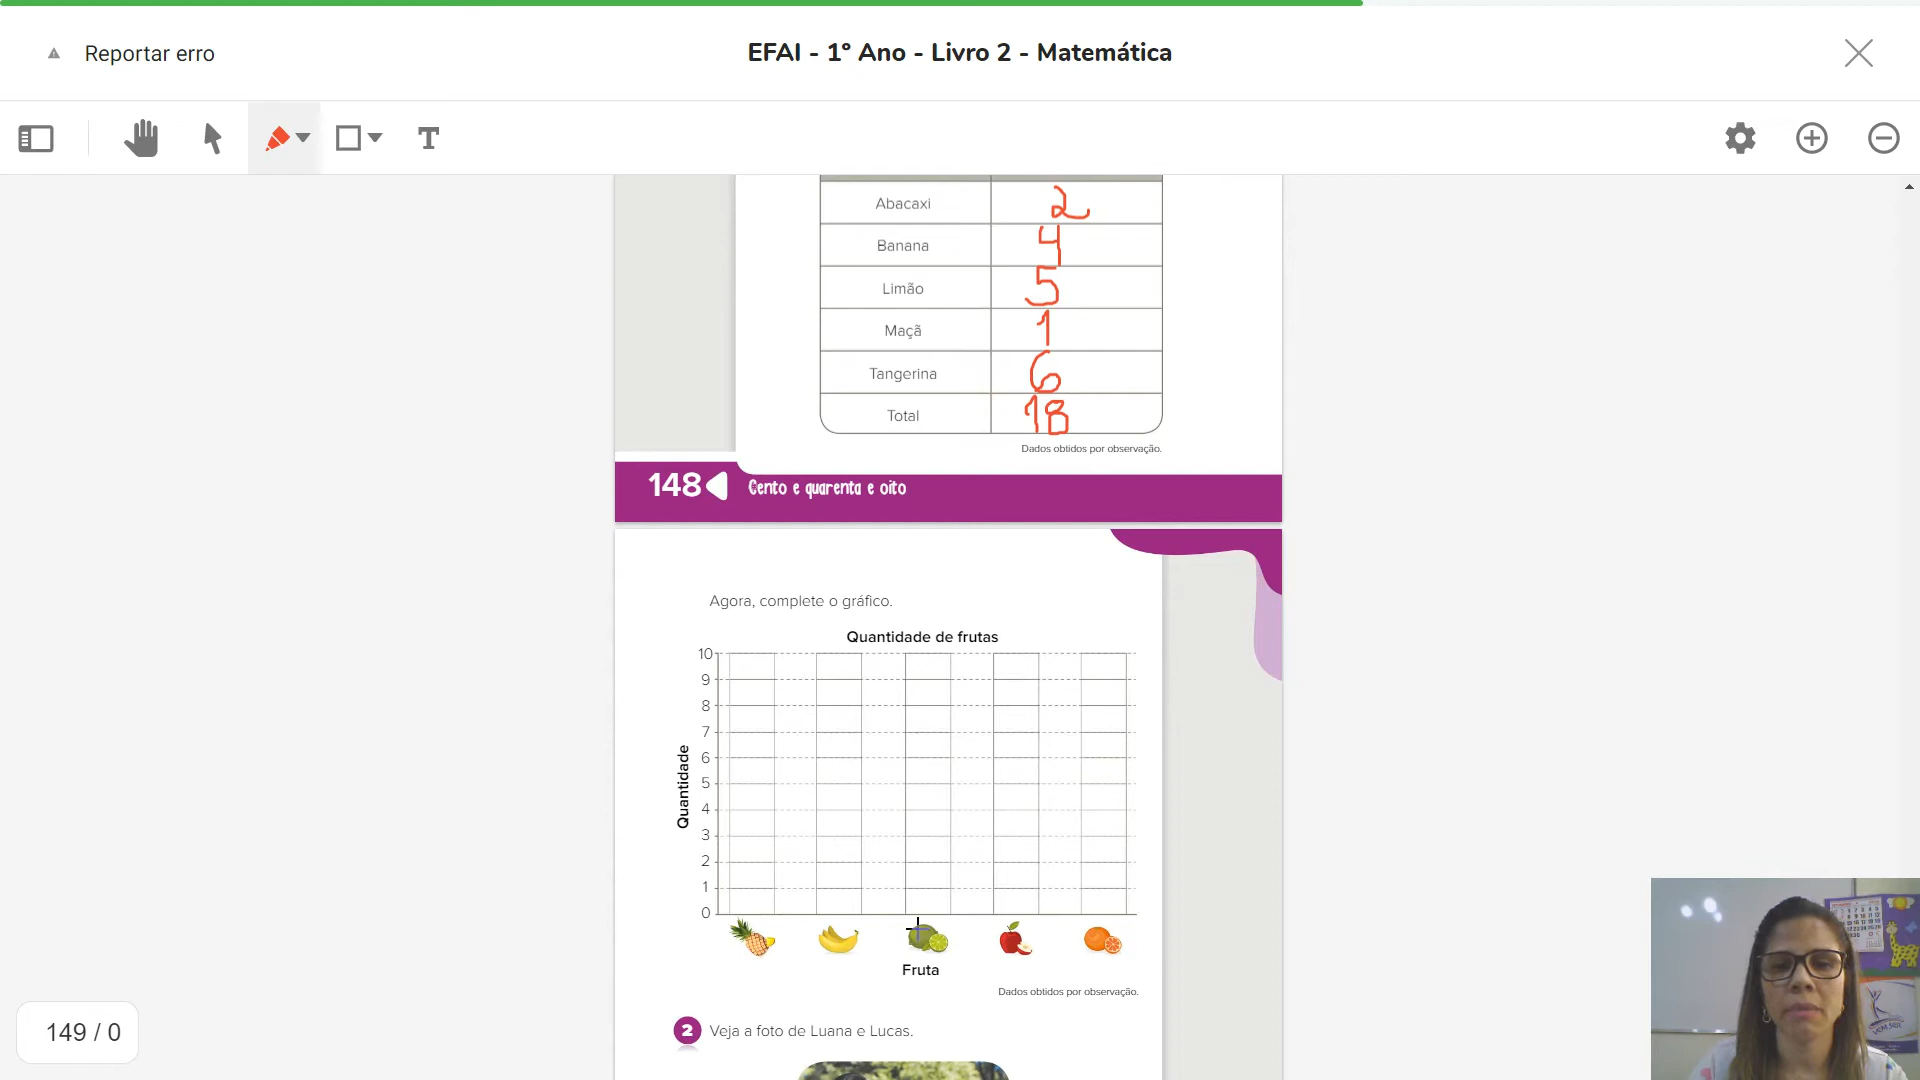 Reportar erro
EFAI - 1º Ano - Livro 2 - Matemática
T
Abacaxi 2
Banana 4
Limão 5
Maçã 1
Tangerina 6
Total 18
Dados obtidos por observação.
148 Cento e quarenta e oito
Agora, complete o gráfico.
Quantidade de frutas
10
9
8
7
6
5
4
3
2
1
0
Quantidade
Fruta
Dados obtidos por observação.
2 Veja a foto de Luana e Lucas.
149 / 0